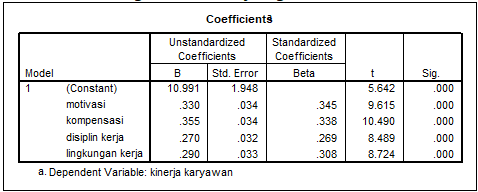 Coefficientsa
Unstandardized Coefficients Standardized Coefficients
Model B Std. Error Beta t Sig.
1 (Constant) 10.991 1.948 5.642 .000
motivasi .330 .034 .345 9.615 .000
kompensasi .355 .034 .338 10.490 .000
disiplin kerja .270 .032 .269 8.489 .000
lingkungan kerja .290 .033 .308 8.724 .000
a. Dependent Variable: kinerja karyawan